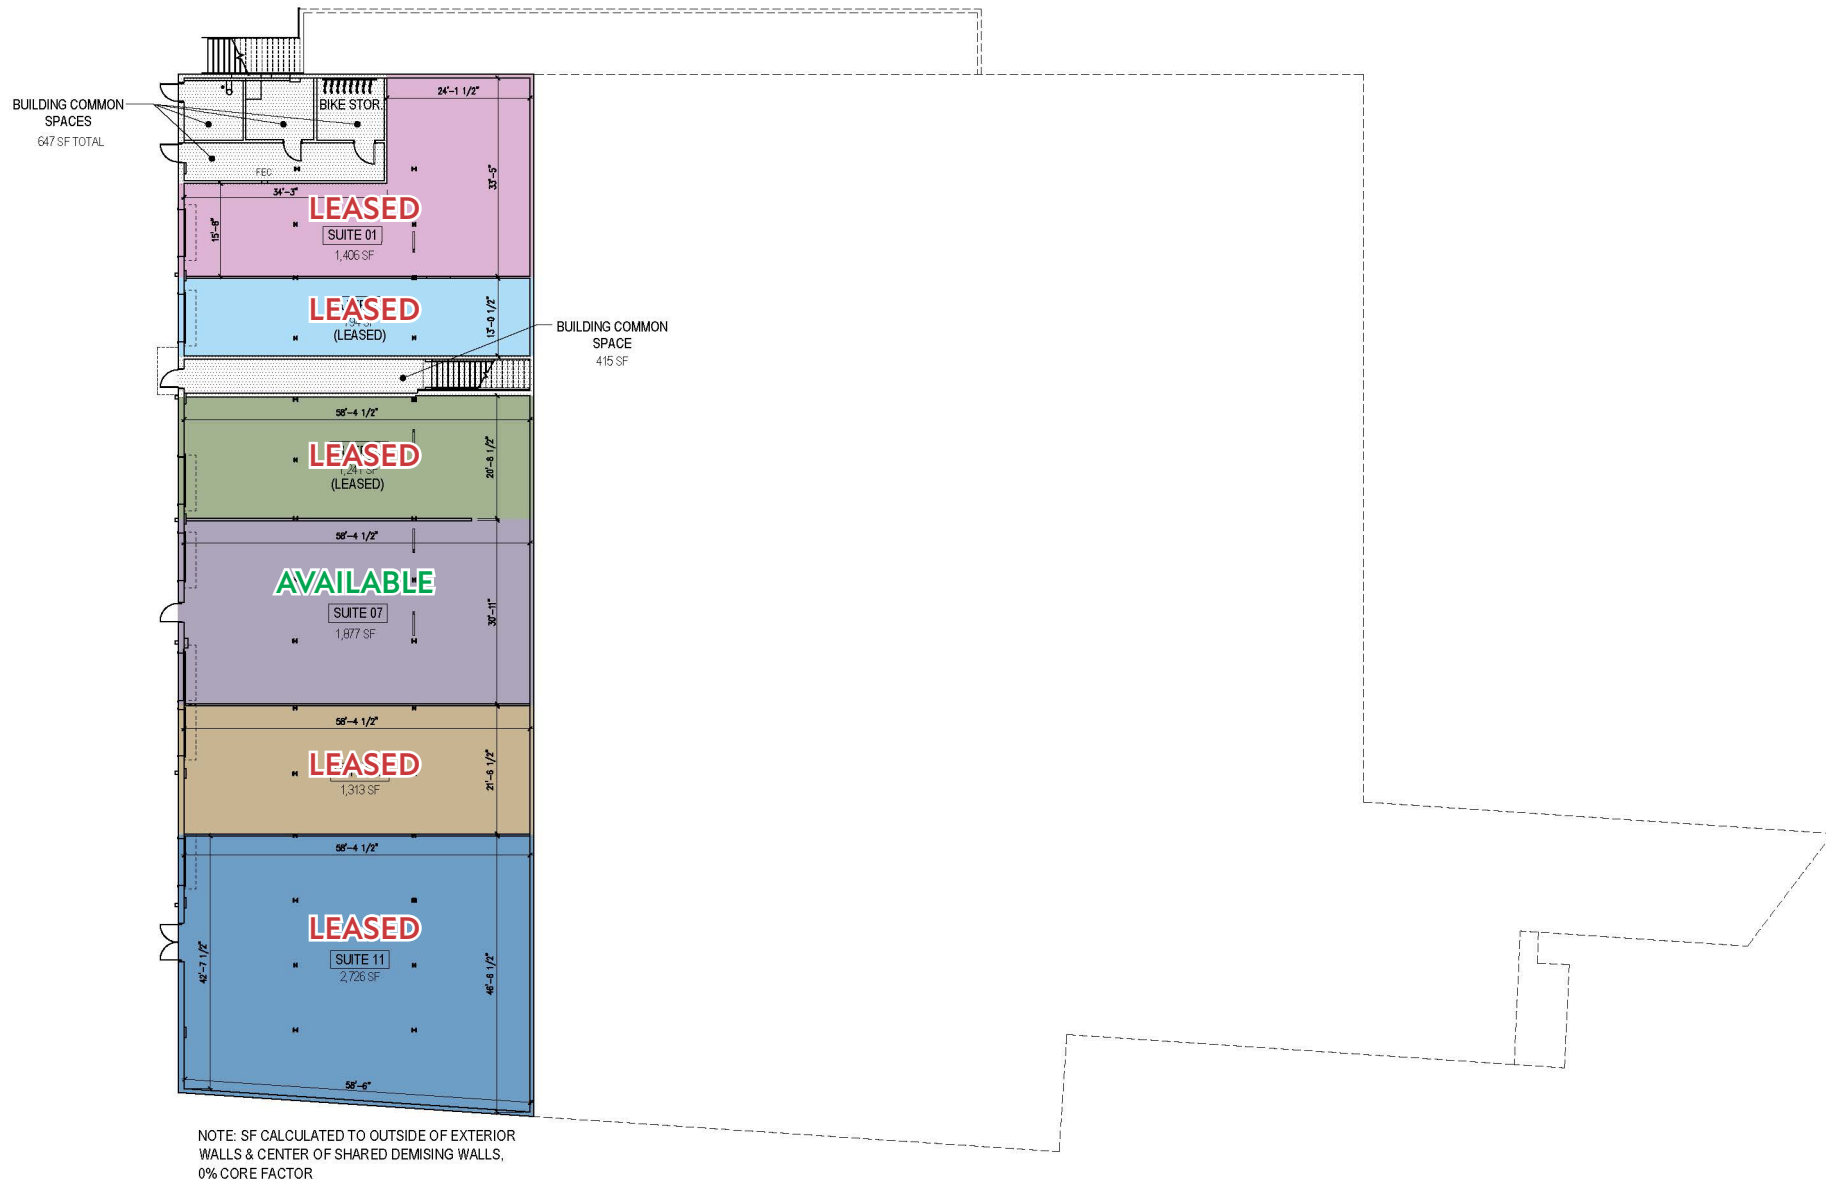 24'-1 1/2"
BIKE STOR.
BUILDING COMMON
SPACES
647 SF TOTAL
FEC
33'-5"
34'-3"
15'-8"
LEASED
SUITE 01
1,406 SF
LEASED
(LEASED)
13'-0 1/2"
BUILDING COMMON
SPACE
415 SF
58'-4 1/2"
LEASED
1,241 SF
(LEASED)
20'-8 1/2"
58'-4 1/2"
AVAILABLE
SUITE 07
1,877 SF
30'-11"
58'-4 1/2"
LEASED
1,313 SF
21'-6 1/2"
58'-4 1/2"
LEASED
SUITE 11
2,726 SF
42'-7 1/2"
46'-6 1/2"
58'-6"
NOTE: SF CALCULATED TO OUTSIDE OF EXTERIOR
WALLS & CENTER OF SHARED DEMISING WALLS,
0% CORE FACTOR